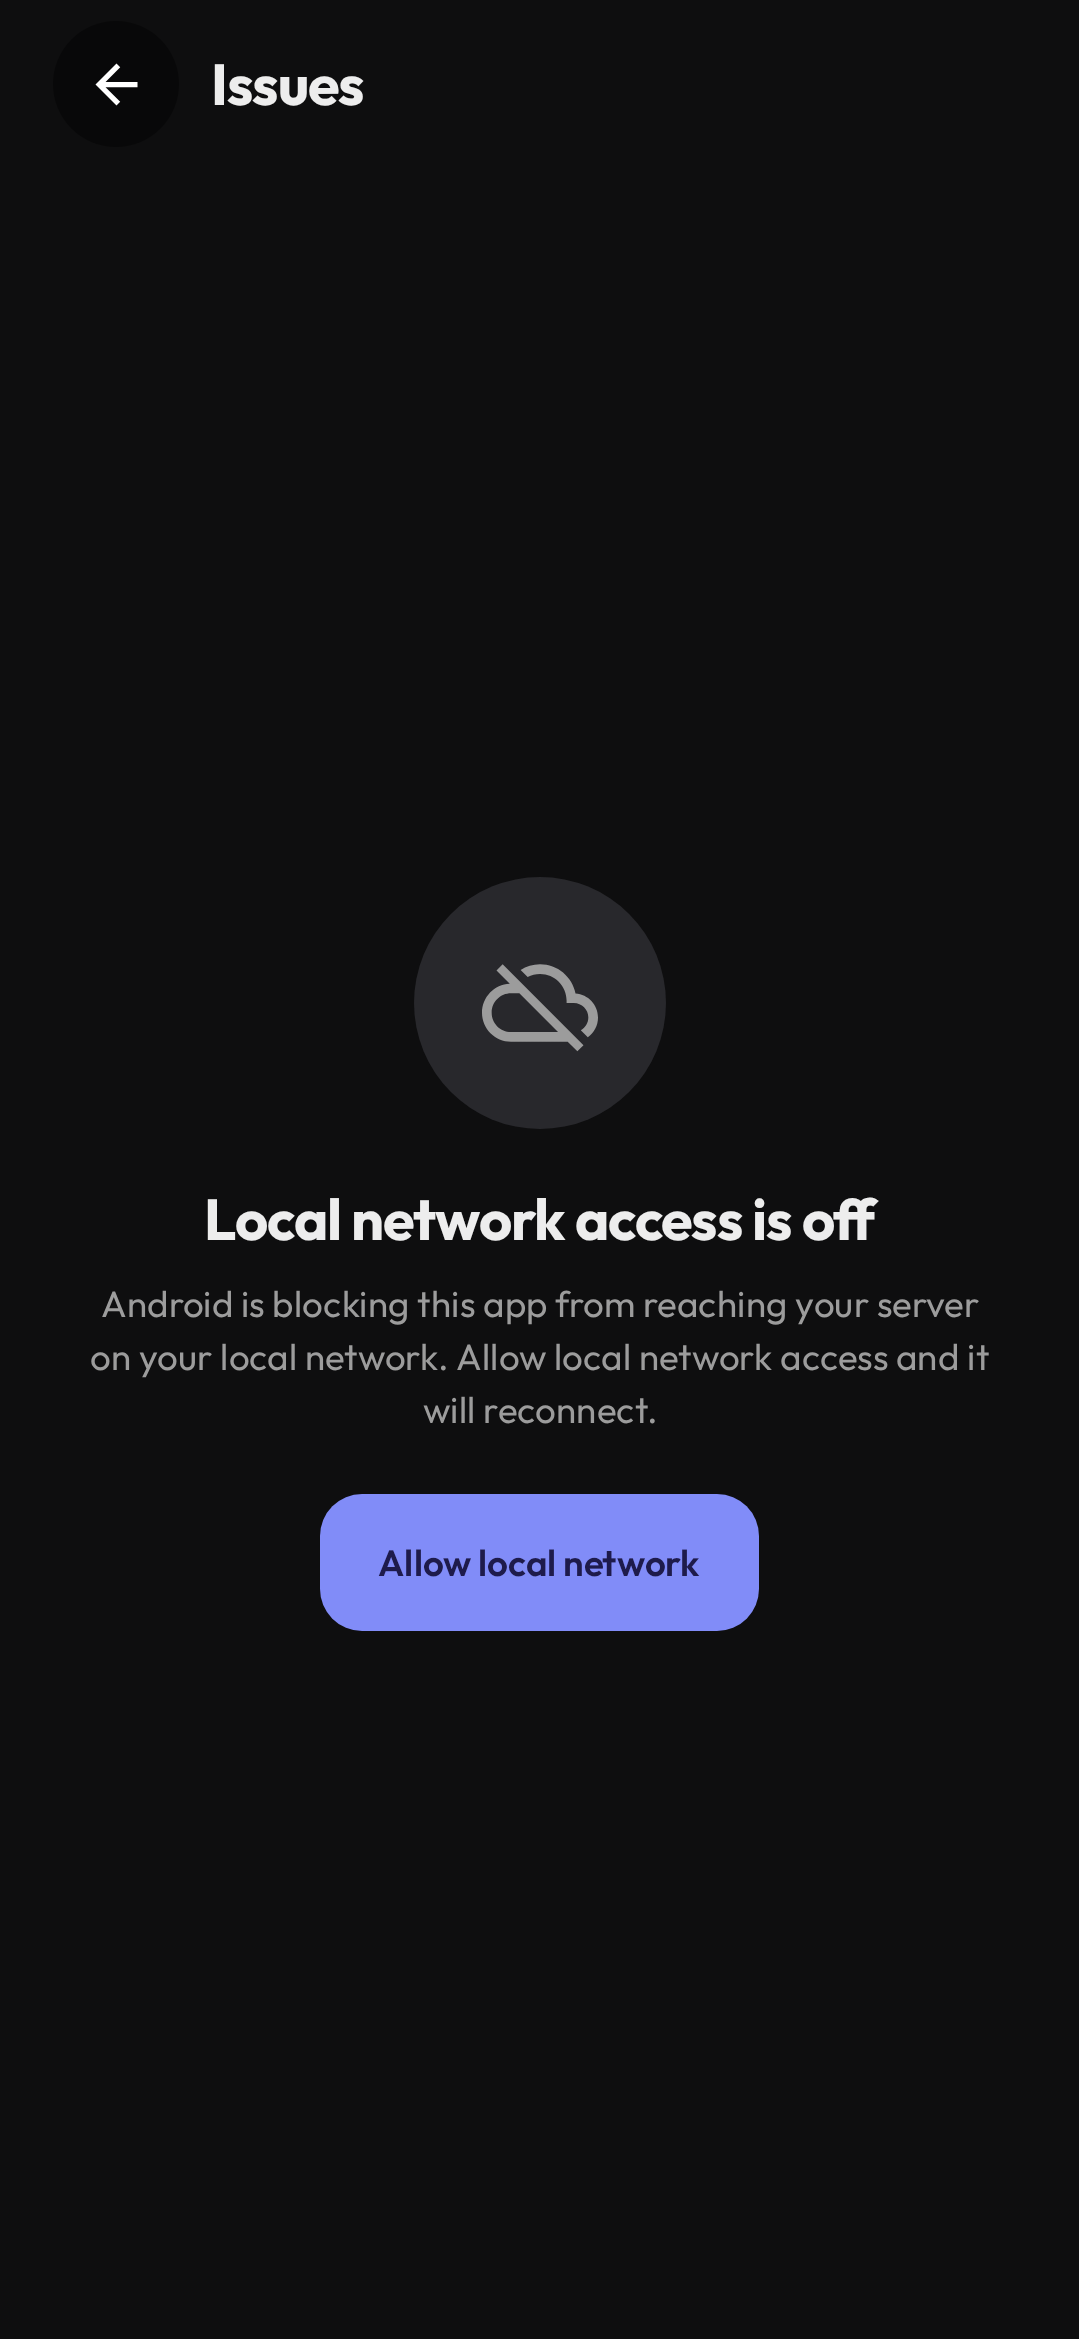 Issues
Local network access is off
Android is blocking this app from reaching your server
on your local network. Allow local network access and it
will reconnect.
Allow local network